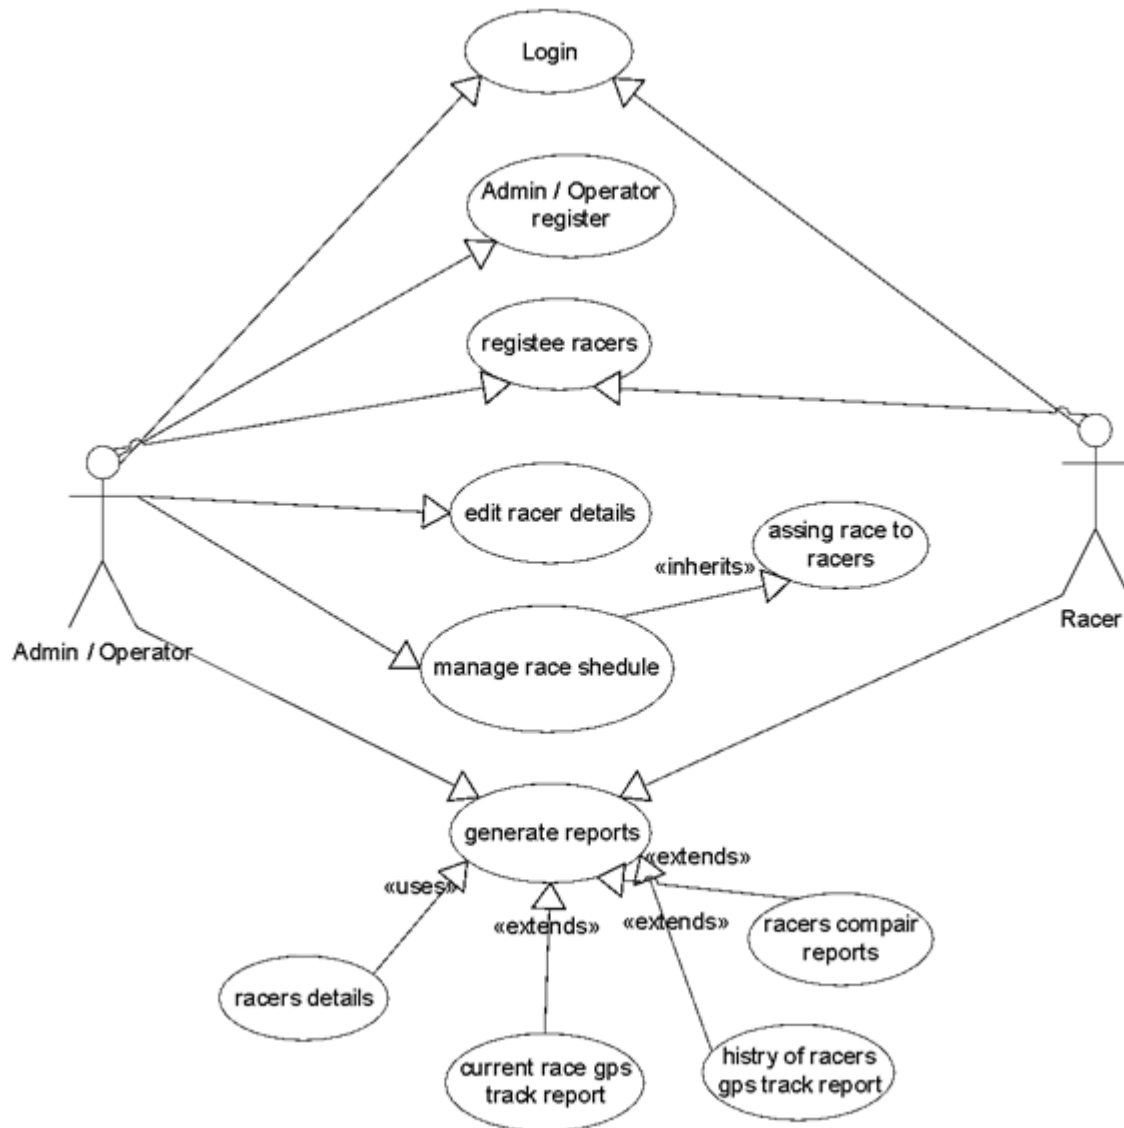 Login
Admin / Operator
register
registee racers
edit racer details
assing race to
racers
«inherits»
Admin / Operator
Racer
manage race shedule
generate reports
«extends»
«uses»
«extends»
«extends»
racers compair
reports
racers details
current race gps
track report
histry of racers
gps track report